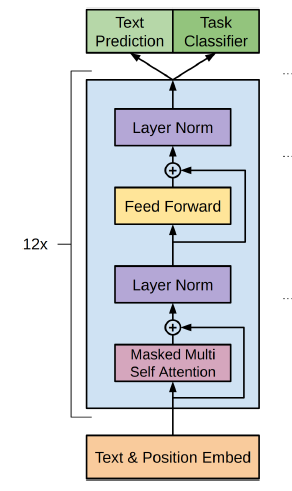 Text
Prediction
Task
Classifier
Layer Norm
Feed Forward
12x
Layer Norm
Masked Multi
Self Attention
Text & Position Embed